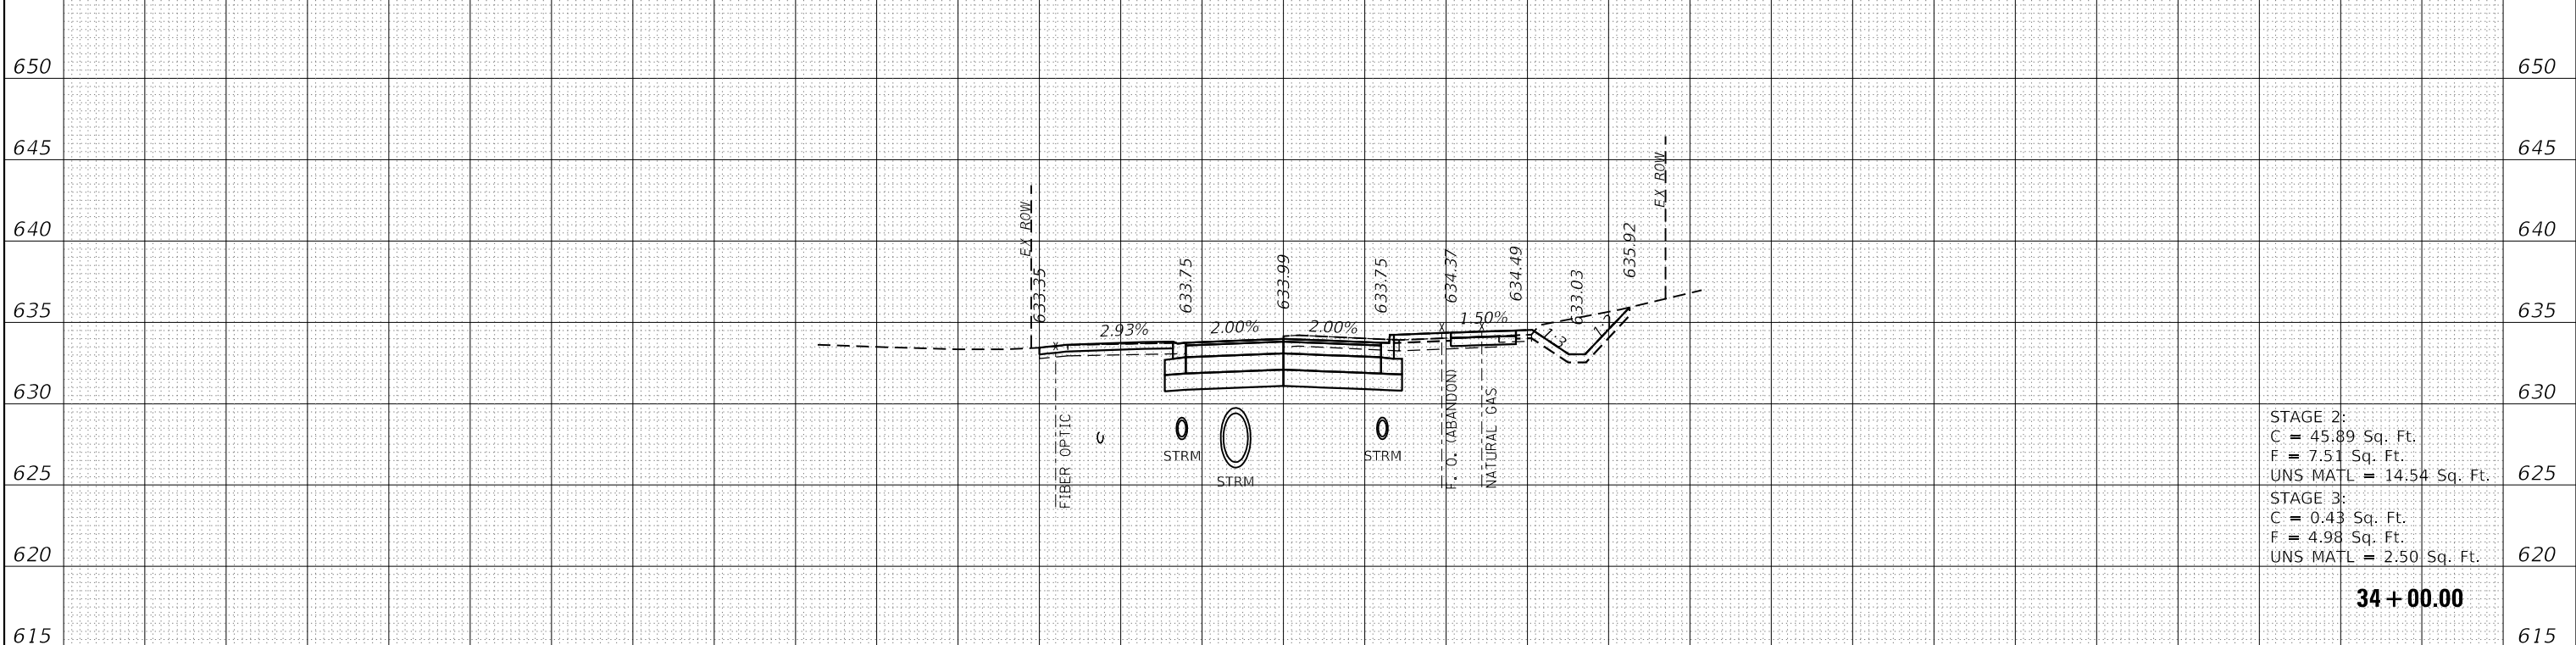 650 650
645 645
640 640
635 635
630 630
625 625
620 620
615 615
EX ROW
EX ROW
633.35
633.75
633.99
633.75
634.37
634.49
633.03
635.92
2.93%
2.00%
2.00%
1.50%
1:3
1:2
FIBER OPTIC
STRM
STRM
STRM
F. O. (ABANDON)
NATURAL GAS
STAGE 2:
C = 45.89 Sq. Ft.
F = 7.51 Sq. Ft.
UNS MATL = 14.54 Sq. Ft.
STAGE 3:
C = 0.43 Sq. Ft.
F = 4.98 Sq. Ft.
UNS MATL = 2.50 Sq. Ft.
34+00.00